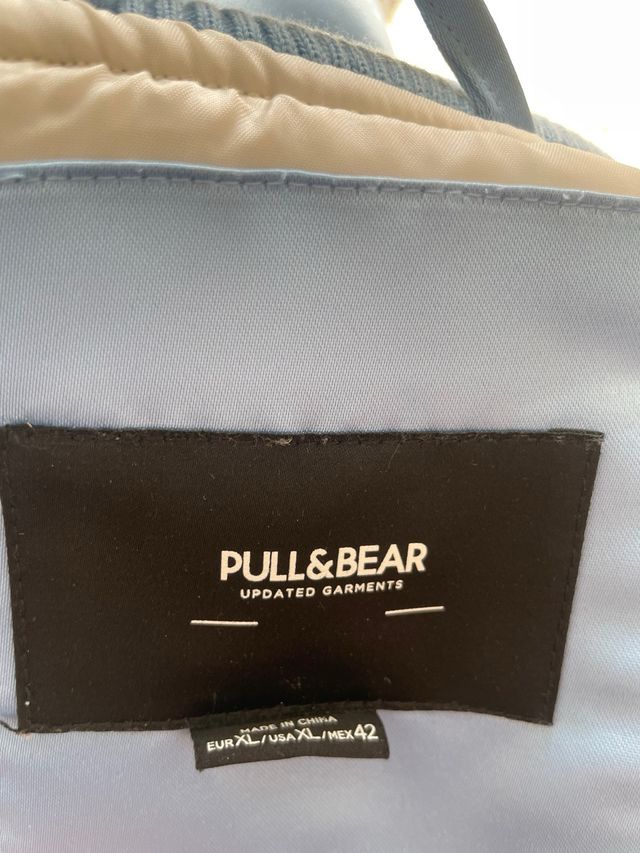 PULL&BEAR
UPDATED GARMENTS
MADE IN CHINA
EUR XL/USA XL/MEX 42